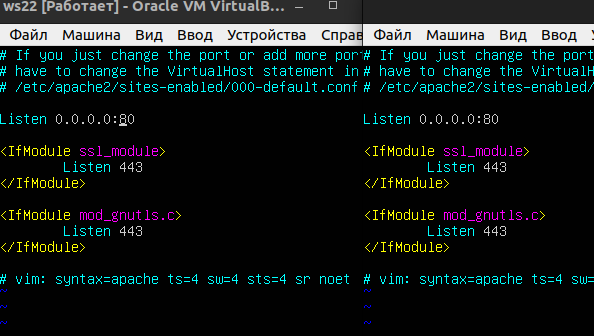 ws22 [Работает] - Oracle VM VirtualB...
Файл Машина Вид Ввод Устройства Справ
# If you just change the port or add more por
# have to change the VirtualHost statement in
# /etc/apache2/sites-enabled/000-default.conf
Listen 0.0.0.0:80
<IfModule ssl_module>
Listen 443
</IfModule>
<IfModule mod_gnutls.c>
Listen 443
</IfModule>
# vim: syntax=apache ts=4 sw=4 sts=4 sr noet
~
~
~
Файл Машина Вид Ввод
# If you just change the port
# have to change the VirtualH
# /etc/apache2/sites-enabled/
Listen 0.0.0.0:80
<IfModule ssl_module>
Listen 443
</IfModule>
<IfModule mod_gnutls.c>
Listen 443
</IfModule>
# vim: syntax=apache ts=4 sw=
~
~
~